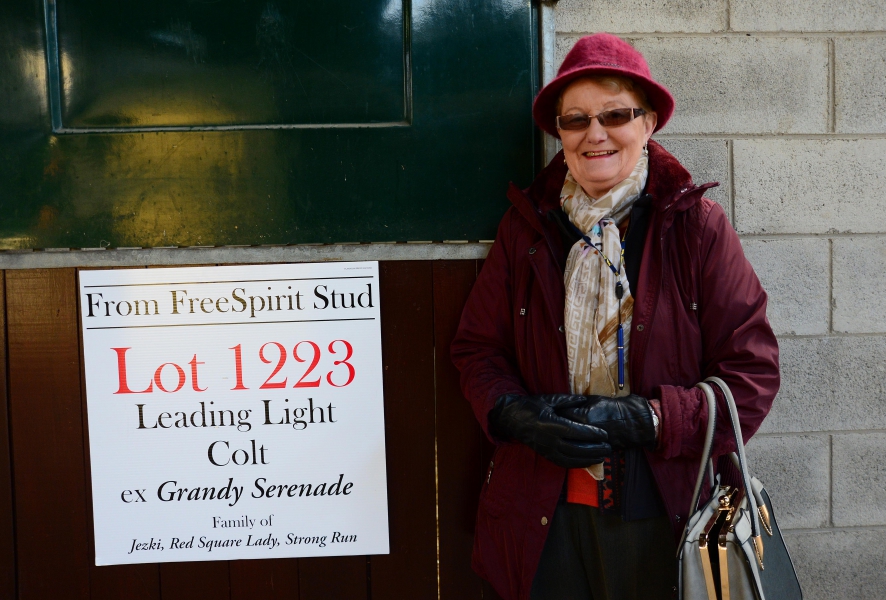 From FreeSpirit Stud
Lot 1223
Leading Light
Colt
ex Grandy Serenade
Family of
Jezki, Red Square Lady, Strong Run